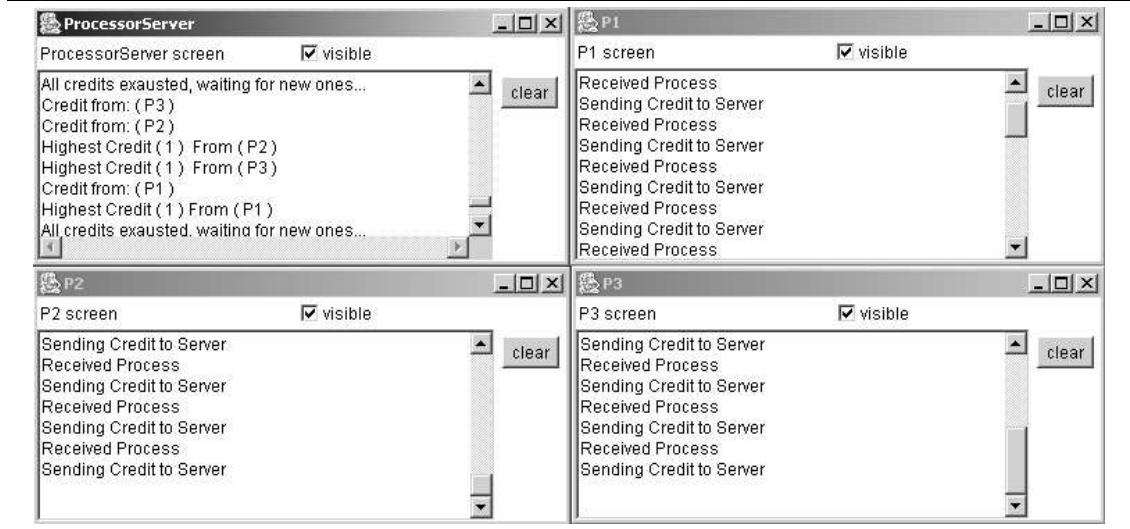 ProcessorServer
ProcessorServer screen visible
All credits exausted, waiting for new ones...
Credit from: ( P3 )
Credit from: ( P2 )
Highest Credit ( 1 ) From ( P2 )
Highest Credit ( 1 ) From ( P3 )
Credit from: ( P1 )
Highest Credit ( 1 ) From ( P1 )
All credits exausted, waiting for new ones...
clear
P1
P1 screen visible
Received Process
Sending Credit to Server
Received Process
Sending Credit to Server
Received Process
Sending Credit to Server
Received Process
Sending Credit to Server
Received Process
clear
P2
P2 screen visible
Sending Credit to Server
Received Process
Sending Credit to Server
Received Process
Sending Credit to Server
Received Process
Sending Credit to Server
clear
P3
P3 screen visible
Sending Credit to Server
Received Process
Sending Credit to Server
Received Process
Sending Credit to Server
Received Process
Sending Credit to Server
clear